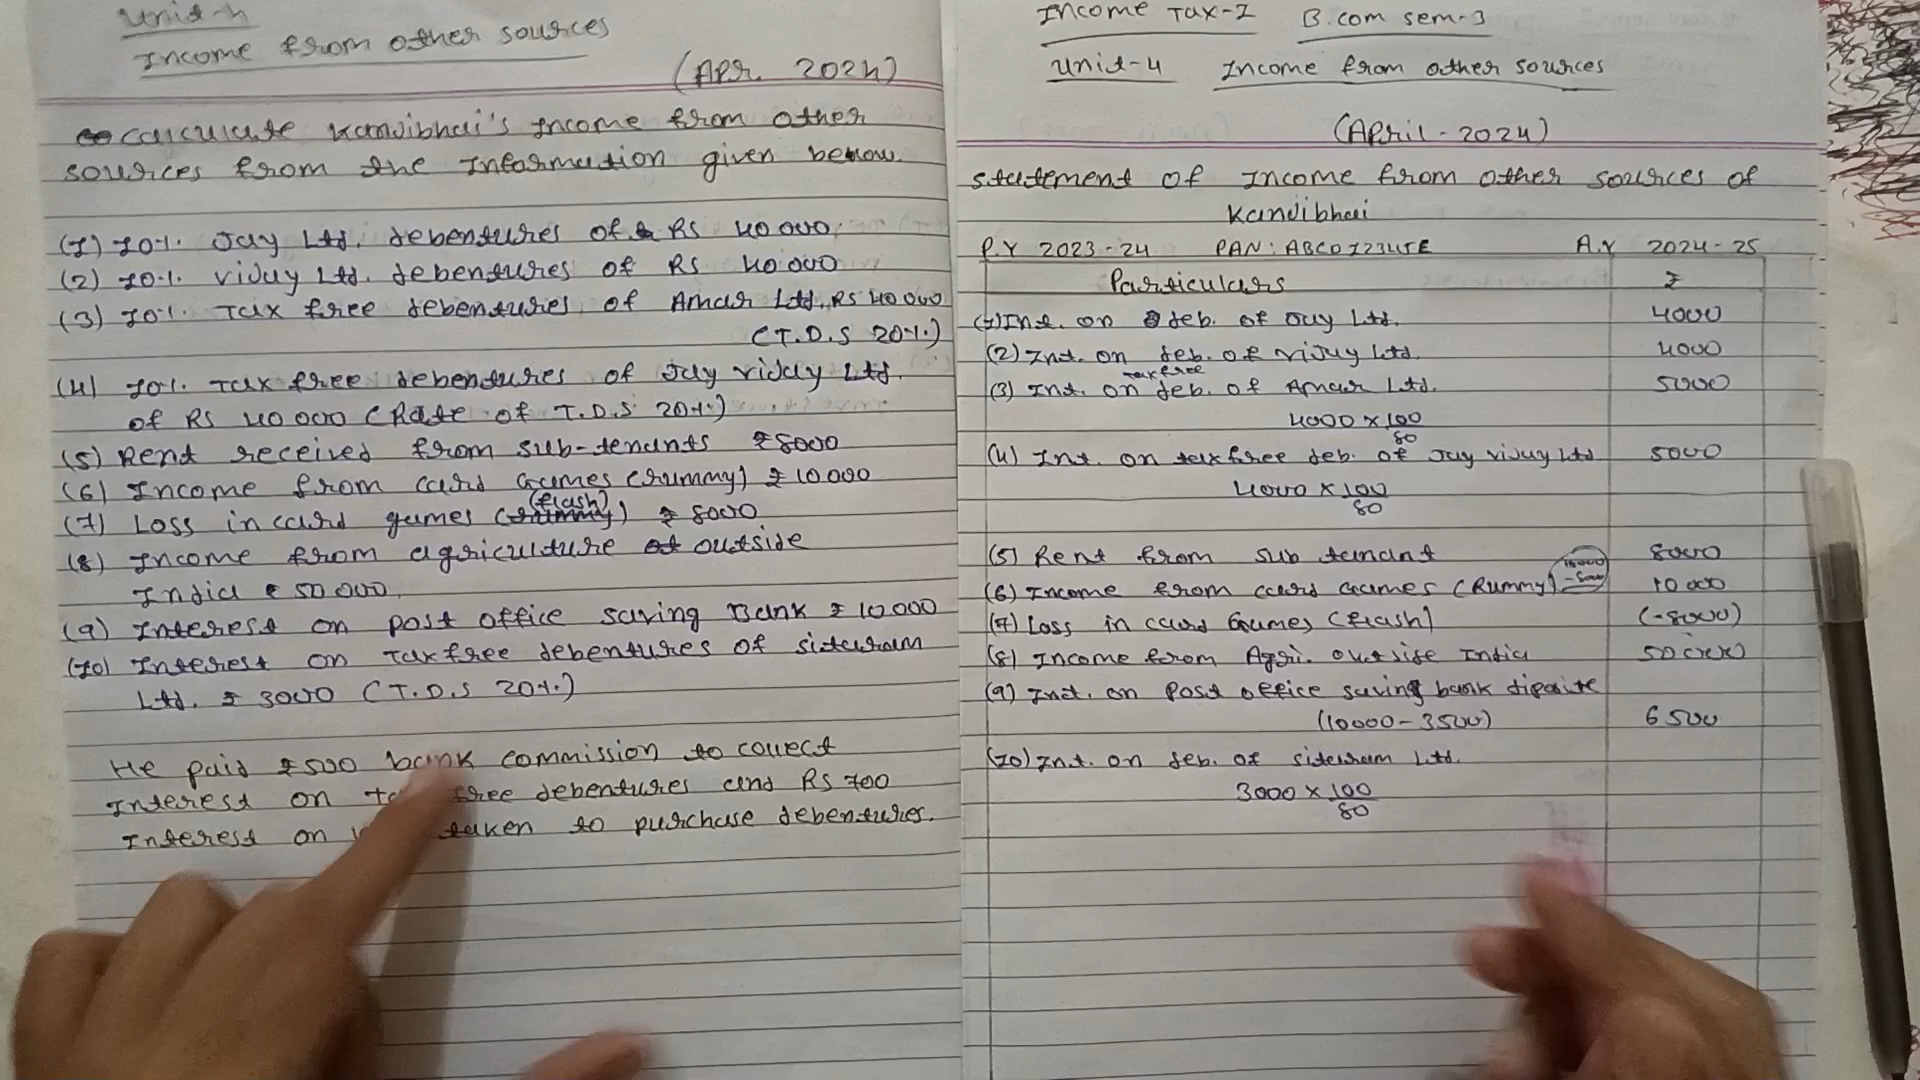 Unit-4
Income from other sources
(Apr. 2024)
calculate Kanjibhai's Income from other
sources from the Information given below.
(1) 10%. Jay Ltd. debentures of Rs 40000
(2) 10%. Vijay Ltd. debentures of Rs 40000
(3) 10%. Tax free debentures of Amar Ltd. Rs 40000
(T.D.S 20%.)
(4) 10%. Tax free debentures of Jay vijay Ltd.
of Rs 40000 (Rate of T.D.S 20%.)
(5) Rent received from sub-tenants ₹8000
(6) Income from card Games (rummy) ₹ 10000
(7) Loss in card games (flash) ₹ 8000
(8) Income from agriculture outside
India ₹ 50000
(9) Interest on post office saving Bank ₹ 10000
(10) Interest on Taxfree debentures of sitaram
Ltd. ₹ 3000 (T.D.S 20%.)
He paid ₹500 bank commission to collect
Interest on free debentures and Rs 700
Interest on taken to purchase debentures.
Income Tax-I B.com sem-3
Unit-4 Income from other sources
(April-2024)
statement of Income from other sources of
Kanjibhai
P.Y 2023-24 PAN: ABCD1234JE A.Y 2024-25
Particulars ₹
(1) Int. on deb. of Jay Ltd. 4000
(2) Int. on deb. of vijay Ltd. 4000
(3) Int. on tax free deb. of Amar Ltd. 5000
4000 x 100
80
(4) Int. on tax free deb. of Jay vijay Ltd 5000
4000 x 100
80
(5) Rent from sub tenant 8000
(6) Income from card Games (Rummy) 10000
(7) Loss in card Games (flash) (-8000)
(8) Income from Agri. outside India 50000
(9) Int. on Post office saving bank diposite
(10000-3500) 6500
(10) Int. on deb. of sitaram Ltd.
3000 x 100
80